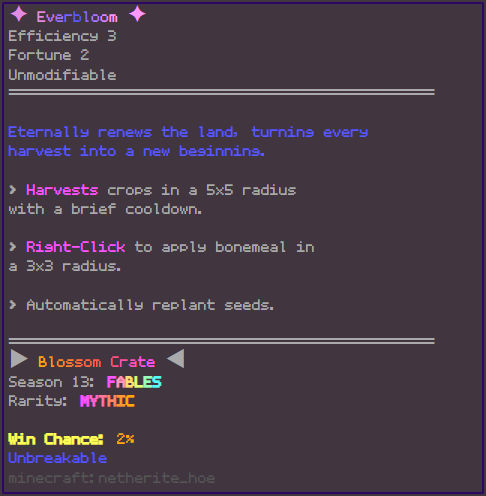 ✦ Everbloom ✦
Efficiency 3
Fortune 2
Unmodifiable
Eternally renews the land, turning every
harvest into a new beginning.
> Harvests crops in a 5x5 radius
with a brief cooldown.
> Right-Click to apply bonemeal in
a 3x3 radius.
> Automatically replant seeds.
▶ Blossom Crate ◀
Season 13: FABLES
Rarity: MYTHIC
Win Chance: 2%
Unbreakable
minecraft:netherite_hoe